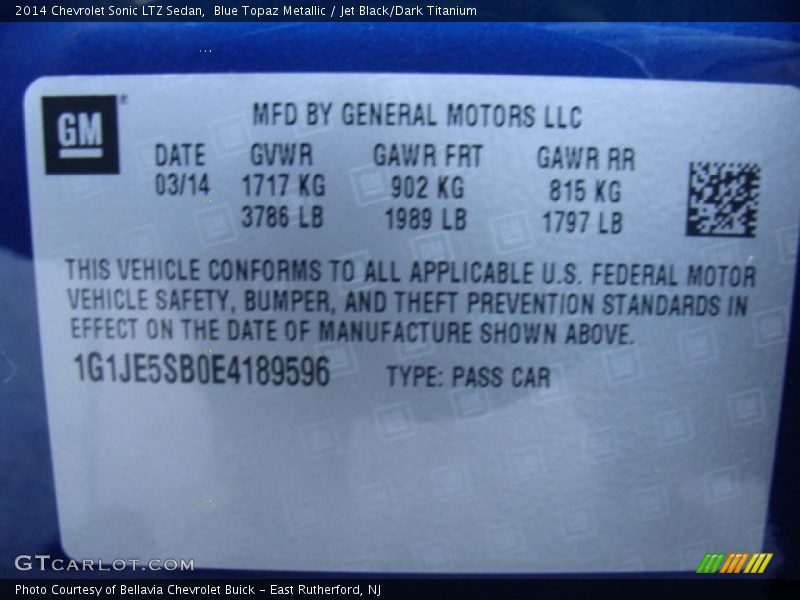 2014 Chevrolet Sonic LTZ Sedan,  Blue Topaz Metallic / Jet Black/Dark Titanium
GM ®
MFD BY GENERAL MOTORS LLC
DATE GVWR GAWR FRT GAWR RR
03/14 1717 KG 902 KG 815 KG
3786 LB 1989 LB 1797 LB
THIS VEHICLE CONFORMS TO ALL APPLICABLE U.S. FEDERAL MOTOR
VEHICLE SAFETY, BUMPER, AND THEFT PREVENTION STANDARDS IN
EFFECT ON THE DATE OF MANUFACTURE SHOWN ABOVE.
1G1JE5SB0E4189596 TYPE: PASS CAR
GTCARLOT.COM
Photo Courtesy of Bellavia Chevrolet Buick – East Rutherford, NJ